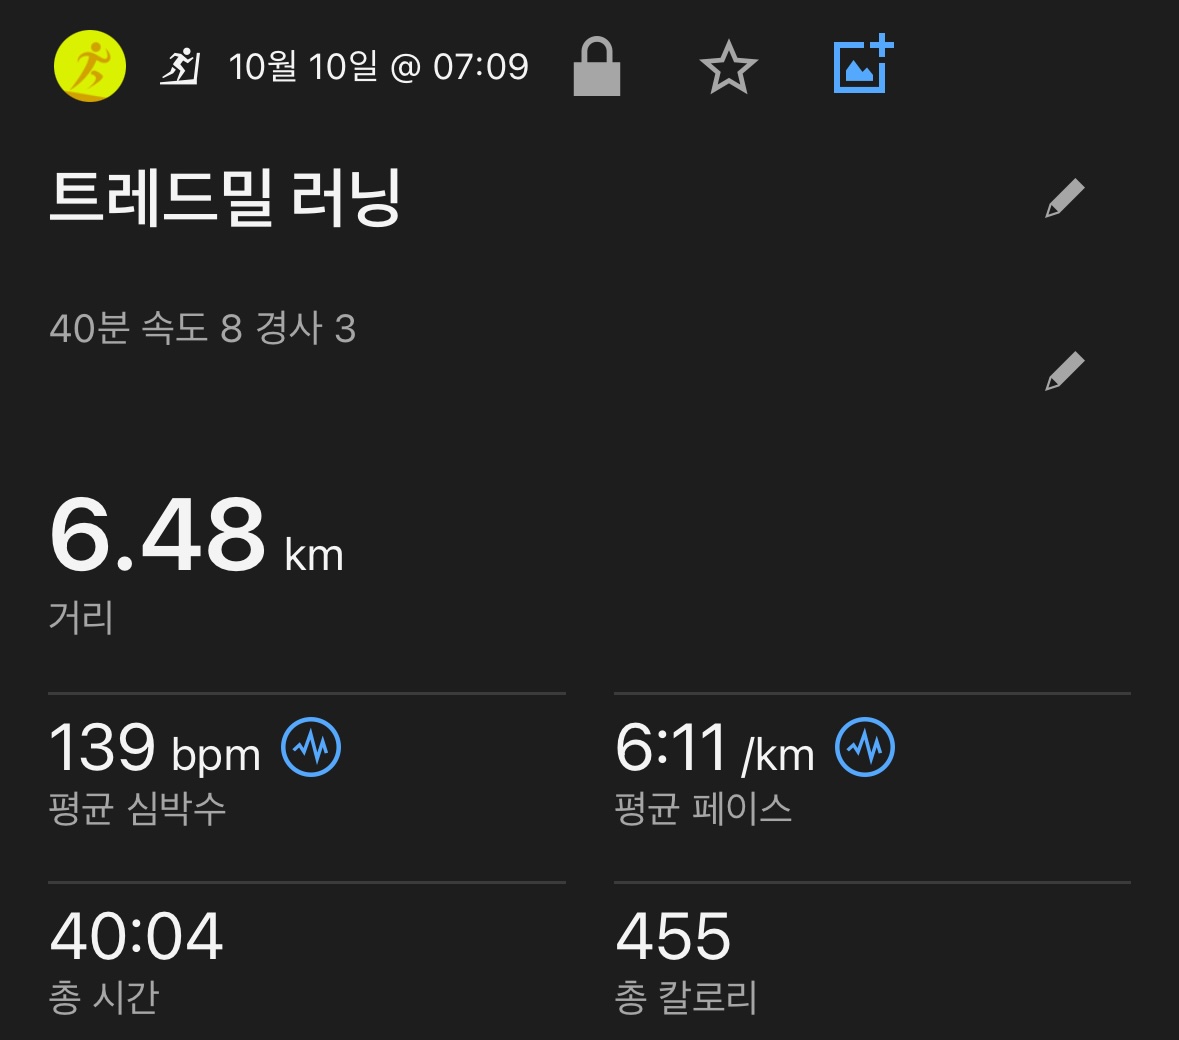 10월 10일 @ 07:09
트레드밀 러닝
40분 속도 8 경사 3
6.48 km
거리
139 bpm
평균 심박수
6:11 /km
평균 페이스
40:04
총 시간
455
총 칼로리